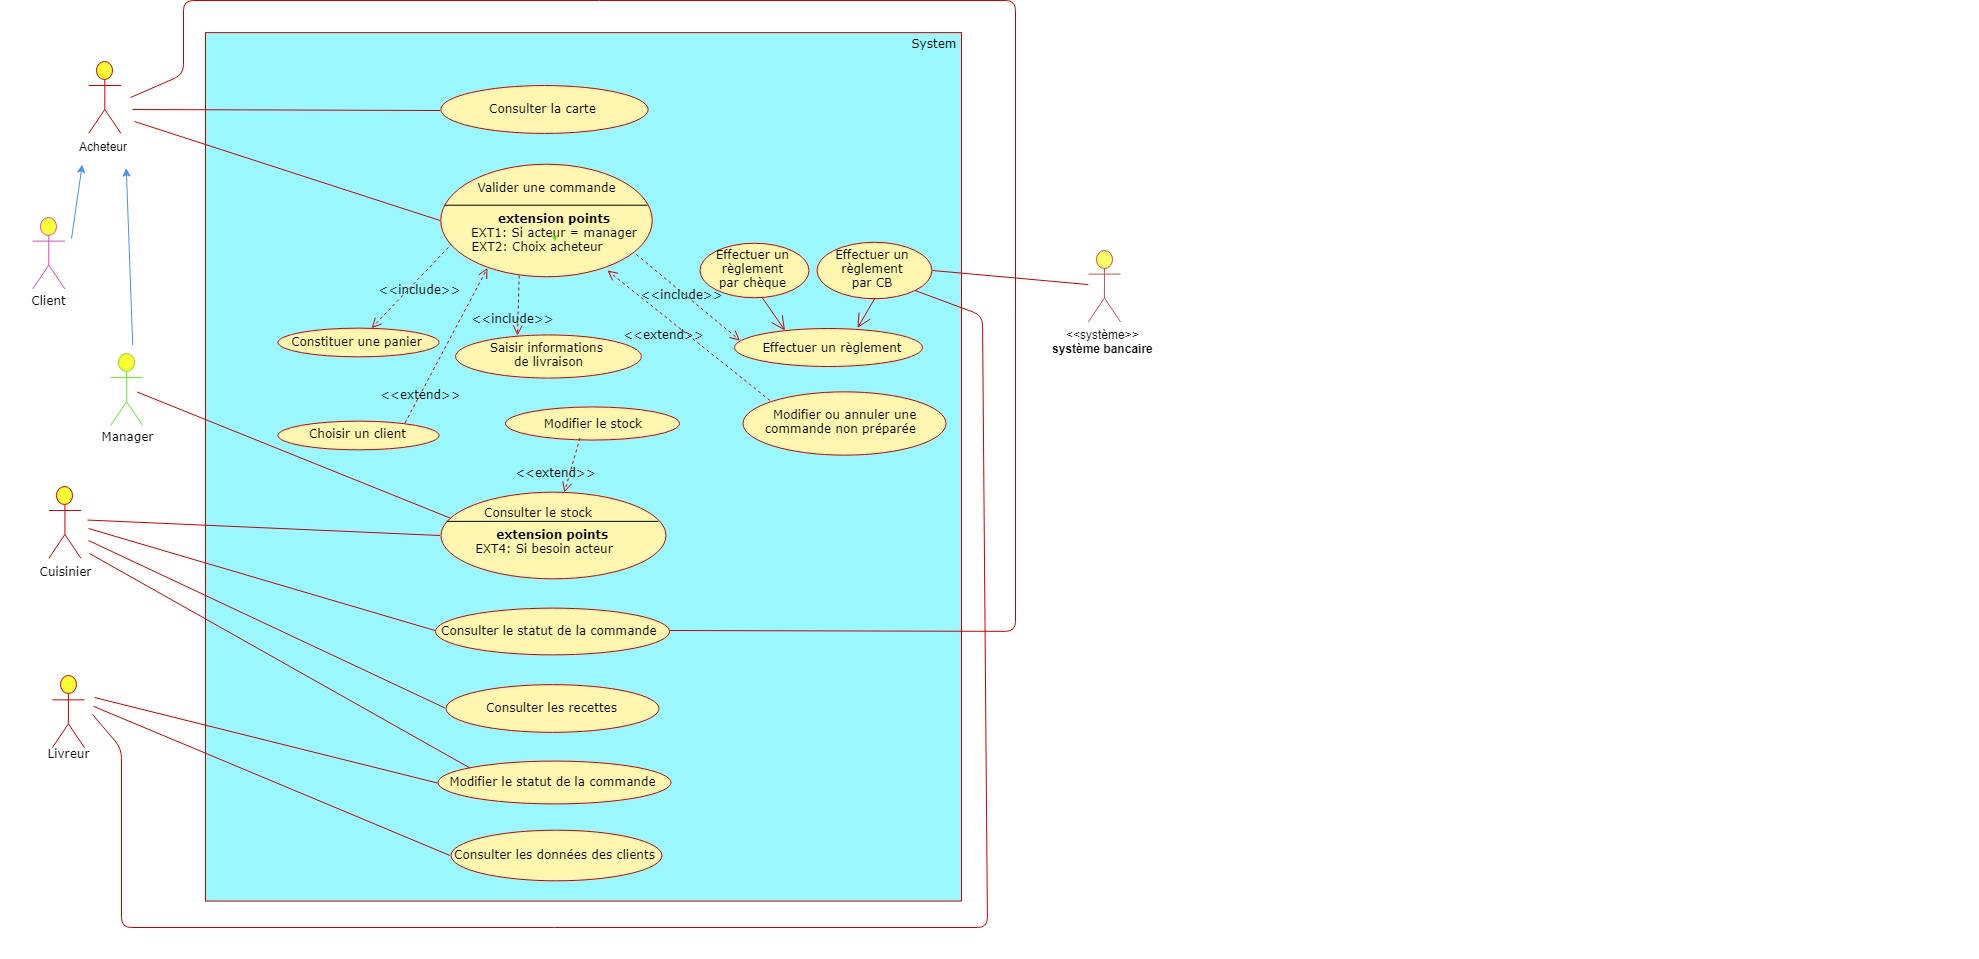 System
Consulter la carte
Acheteur
Valider une commande
extension points
EXT1: Si acteur = manager
EXT2: Choix acheteur
Effectuer un
règlement
par chèque
Effectuer un
règlement
par CB
Client
<<include>>
<<include>>
<<include>>
<<extend>>
<<système>>
système bancaire
Constituer une panier
Saisir informations
de livraison
Effectuer un règlement
<<extend>>
Manager
Choisir un client
Modifier le stock
Modifier ou annuler une
commande non préparée
<<extend>>
Consulter le stock
extension points
EXT4: Si besoin acteur
Cuisinier
Consulter le statut de la commande
Consulter les recettes
Livreur
Modifier le statut de la commande
Consulter les données des clients